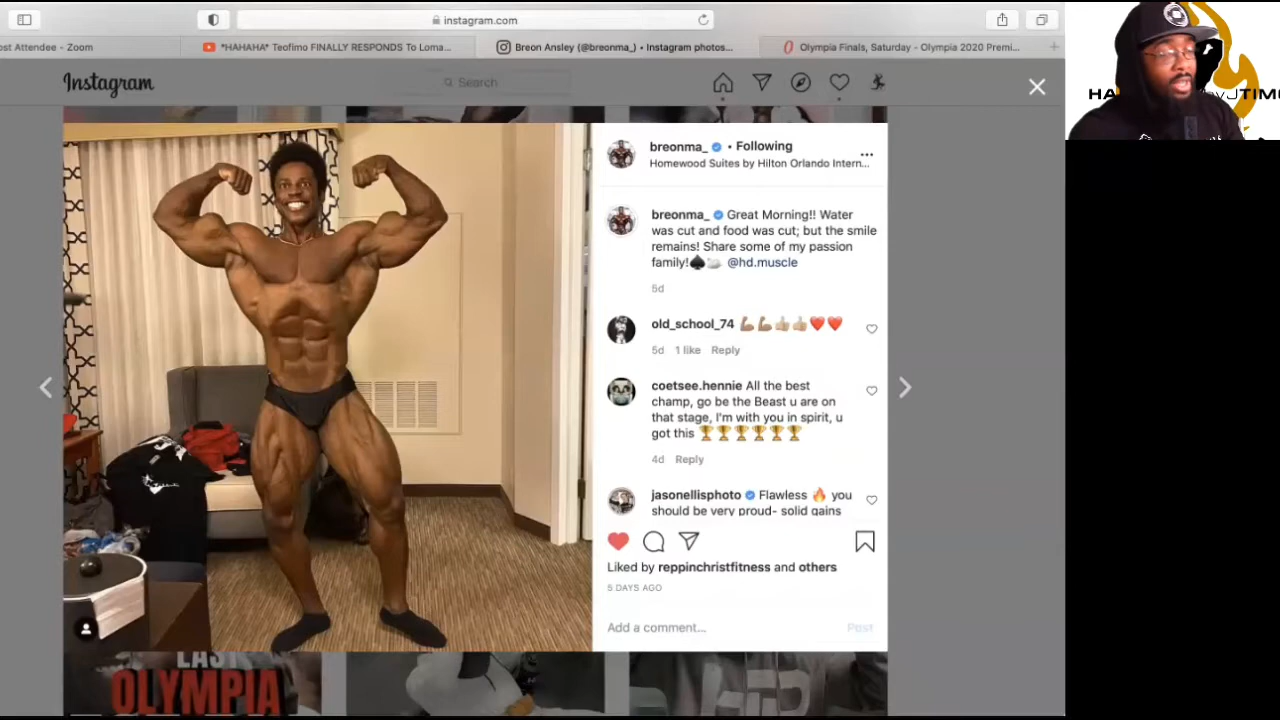 instagram.com
ost Attendee - Zoom
*HAHAHA* Teofimo FINALLY RESPONDS To Loma...
Breon Ansley (@breonma_) • Instagram photos...
Olympia Finals, Saturday - Olympia 2020 Premi...
Instagram
Search
breonma_ • Following
Homewood Suites by Hilton Orlando Intern...
breonma_ Great Morning!! Water
was cut and food was cut; but the smile
remains! Share some of my passion
family!♠️ @hd.muscle
5d
old_school_74 💪🏽💪🏽👍🏼👍🏼❤️❤️
5d 1 like Reply
coetsee.hennie All the best
champ, go be the Beast u are on
that stage, I'm with you in spirit, u
got this 🏆🏆🏆🏆🏆🏆
4d Reply
jasonellisphoto Flawless 🔥 you
should be very proud- solid gains
Liked by reppinchristfitness and others
5 DAYS AGO
Add a comment...
Post
LAST
OLYMPIA